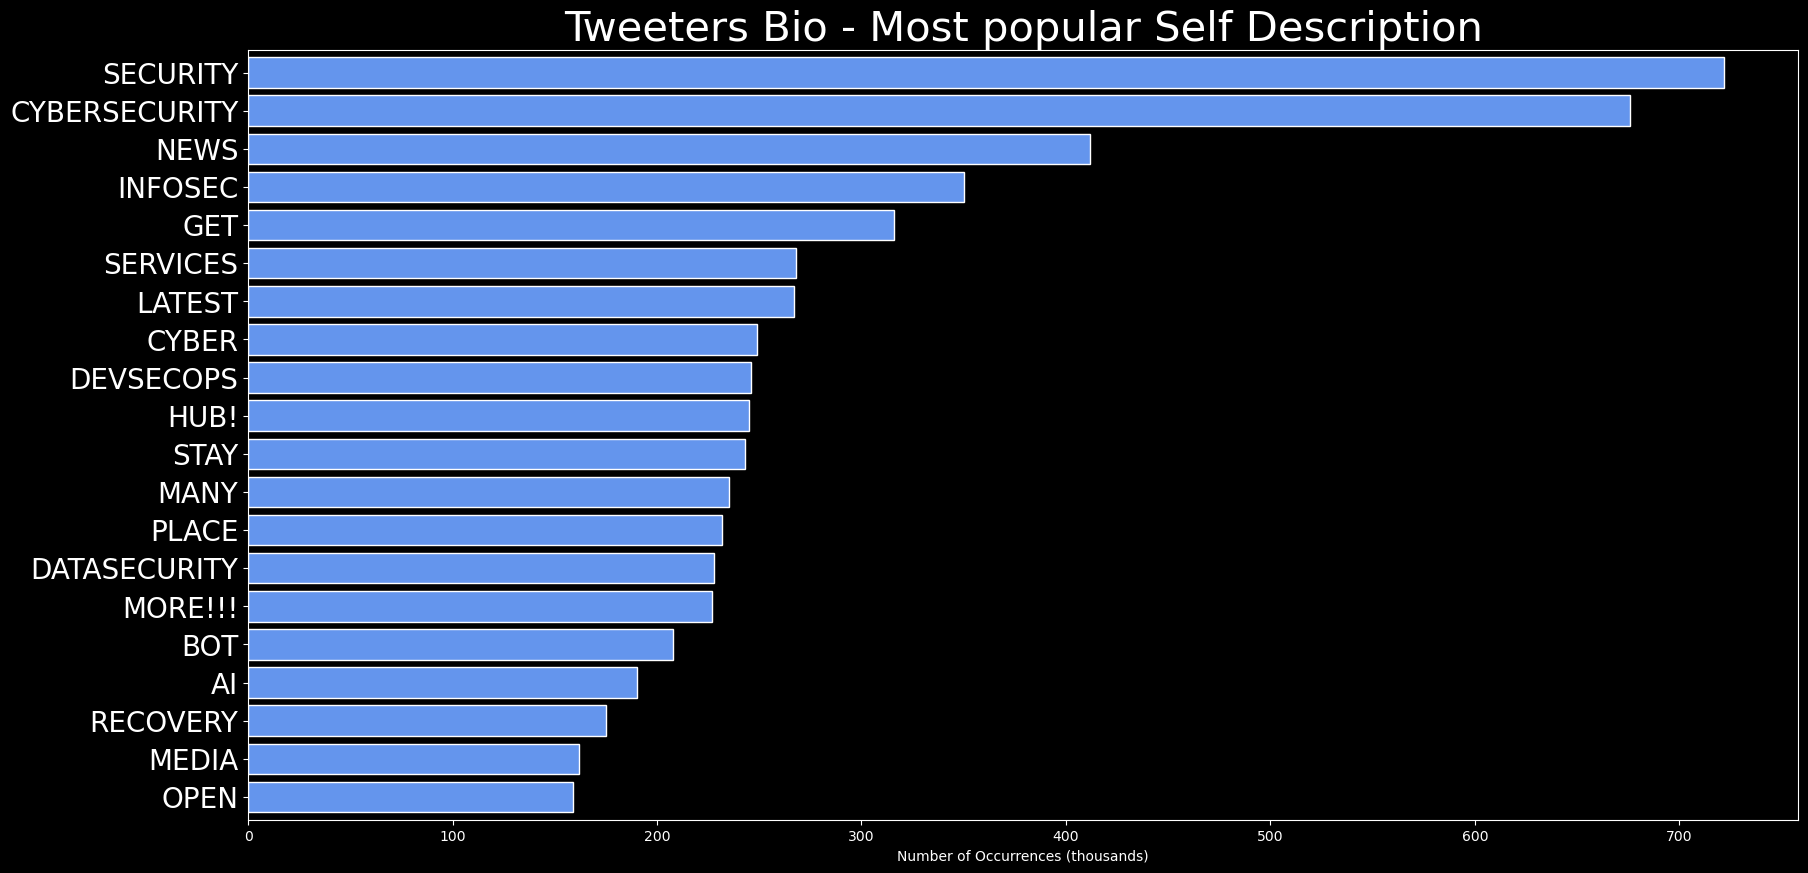 Tweeters Bio - Most popular Self Description
SECURITY
CYBERSECURITY
NEWS
INFOSEC
GET
SERVICES
LATEST
CYBER
DEVSECOPS
HUB!
STAY
MANY
PLACE
DATASECURITY
MORE!!!
BOT
AI
RECOVERY
MEDIA
OPEN
0 100 200 300 400 500 600 700
Number of Occurrences (thousands)